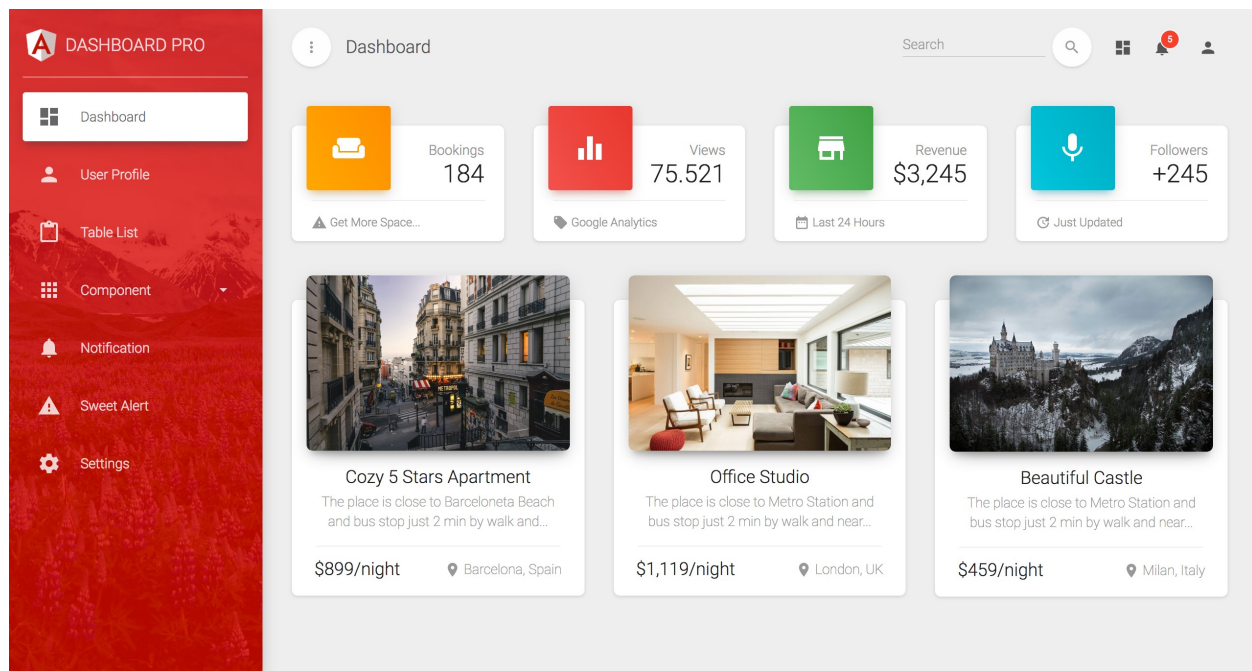 DASHBOARD PRO
Dashboard
User Profile
Table List
Component
Notification
Sweet Alert
Settings
Dashboard
Search
5
Bookings
184
Get More Space...
Views
75.521
Google Analytics
Revenue
$3,245
Last 24 Hours
Followers
+245
Just Updated
METROPOL
Cozy 5 Stars Apartment
The place is close to Barceloneta Beach
and bus stop just 2 min by walk and...
$899/night
Barcelona, Spain
Office Studio
The place is close to Metro Station and
bus stop just 2 min by walk and near...
$1,119/night
London, UK
Beautiful Castle
The place is close to Metro Station and
bus stop just 2 min by walk and near...
$459/night
Milan, Italy